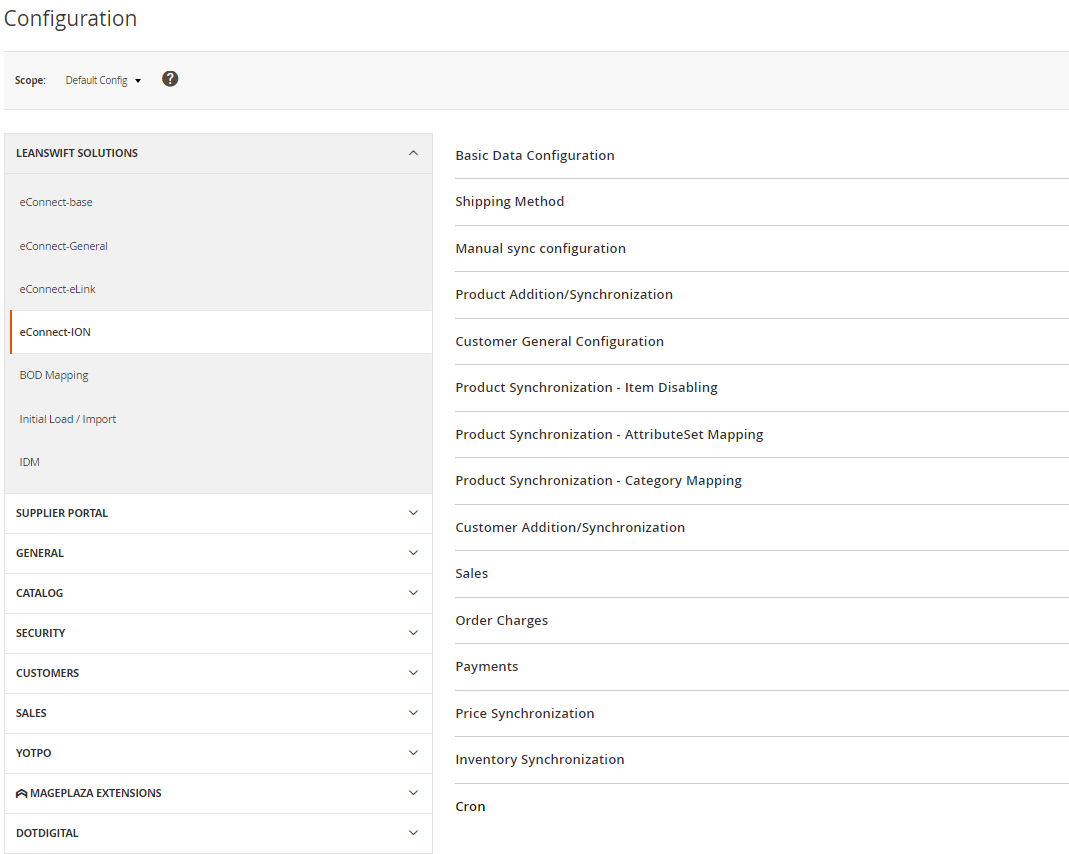 Configuration
Scope: Default Config
LEANSWIFT SOLUTIONS
eConnect-base
eConnect-General
eConnect-eLink
eConnect-ION
BOD Mapping
Initial Load / Import
IDM
SUPPLIER PORTAL
GENERAL
CATALOG
SECURITY
CUSTOMERS
SALES
YOTPO
MAGEPLAZA EXTENSIONS
DOTDIGITAL
Basic Data Configuration
Shipping Method
Manual sync configuration
Product Addition/Synchronization
Customer General Configuration
Product Synchronization - Item Disabling
Product Synchronization - AttributeSet Mapping
Product Synchronization - Category Mapping
Customer Addition/Synchronization
Sales
Order Charges
Payments
Price Synchronization
Inventory Synchronization
Cron